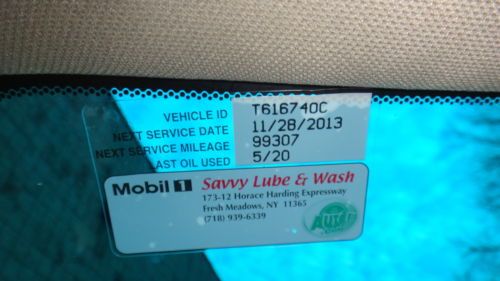 VEHICLE ID T616740C
NEXT SERVICE DATE 11/28/2013
NEXT SERVICE MILEAGE 99307
LAST OIL USED 5/20
Mobil 1 Savvy Lube & Wash
173-12 Horace Harding Expressway
Fresh Meadows, NY 11365
(718) 939-6339